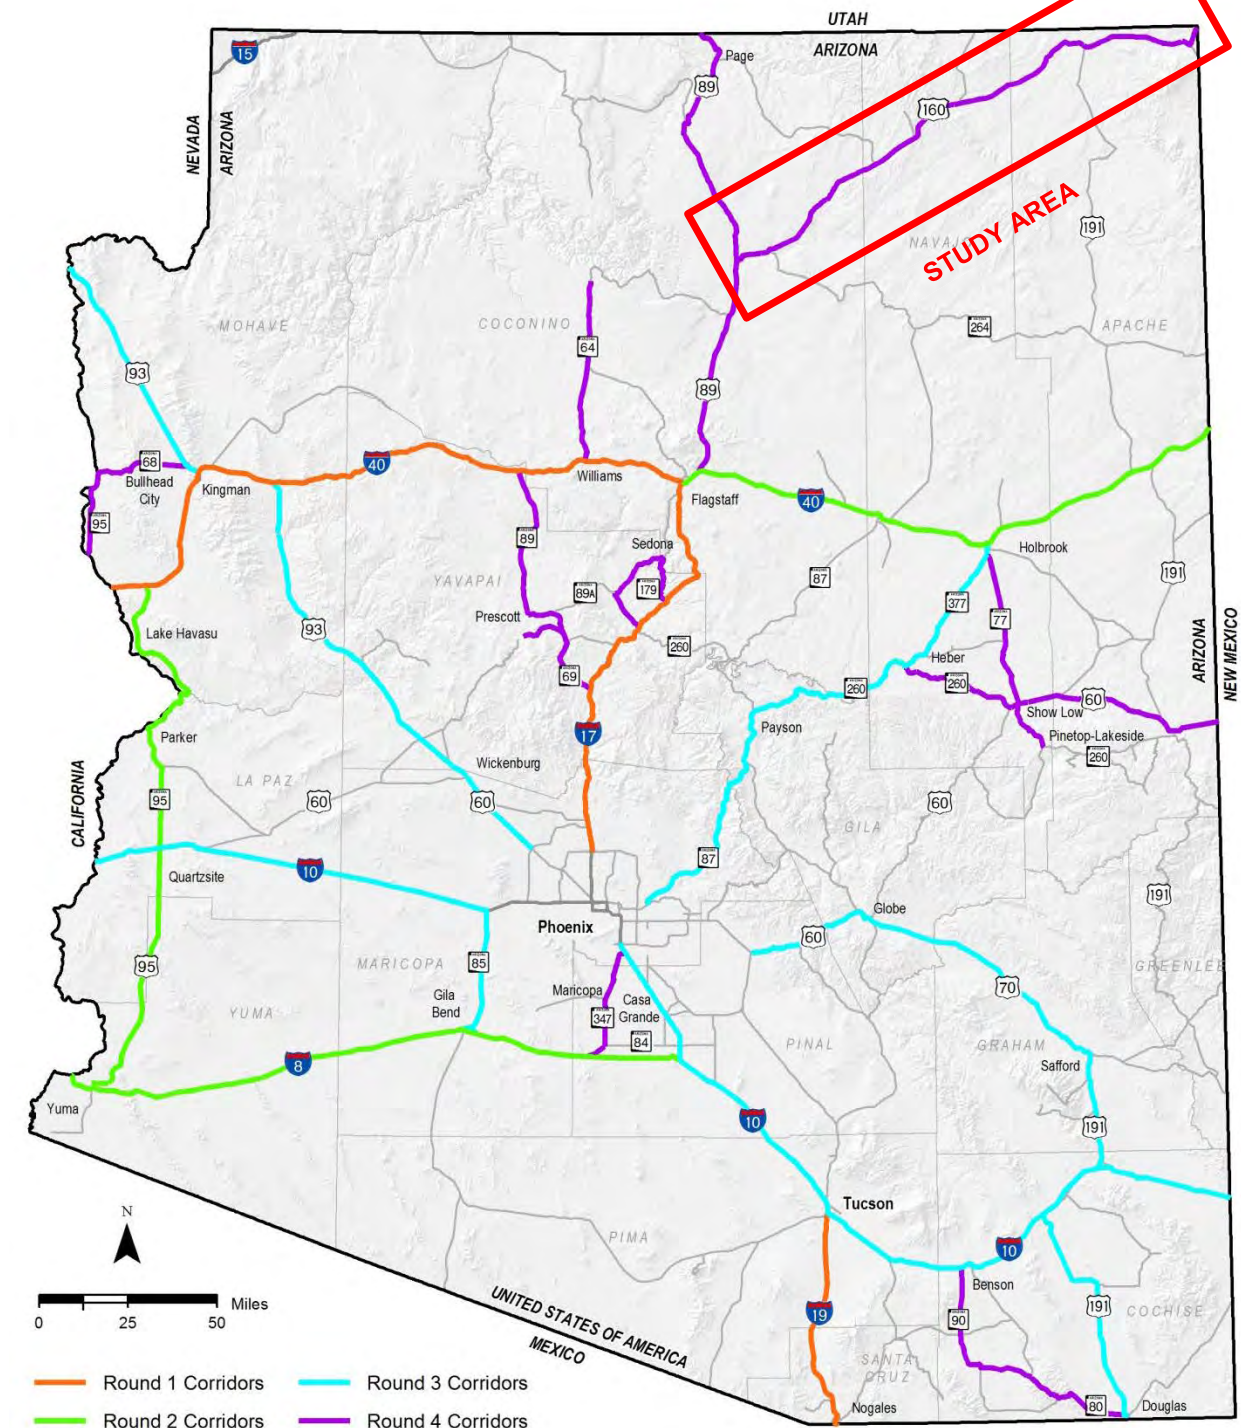 UTAH
ARIZONA
15
Page
89
160
NEVADA
ARIZONA
STUDY AREA
NAVAJO
191
MOHAVE
COCONINO
264
APACHE
64
93
89
68
40
Bullhead
City
Kingman
Williams
Flagstaff
40
95
89
Sedona
Holbrook
YAVAPAI
89A
179
87
191
377
Prescott
93
77
Lake Havasu
260
Heber
ARIZONA
NEW MEXICO
69
260
260
60
Show Low
Parker
17
Payson
Pinetop-Lakeside
260
Wickenburg
LA PAZ
CALIFORNIA
95
60
60
60
GILA
87
10
Quartzsite
191
Globe
Phoenix
60
95
MARICOPA
85
GREENLEE
Maricopa
Casa
Grande
Gila
Bend
70
YUMA
347
84
PINAL
GRAHAM
8
Safford
Yuma
10
191
Tucson
N
PIMA
10
Miles
0
25
50
UNITED STATES OF AMERICA
MEXICO
Benson
19
90
191
COCHISE
SANTA
CRUZ
80
Douglas
Nogales
Round 1 Corridors
Round 3 Corridors
Round 2 Corridors
Round 4 Corridors